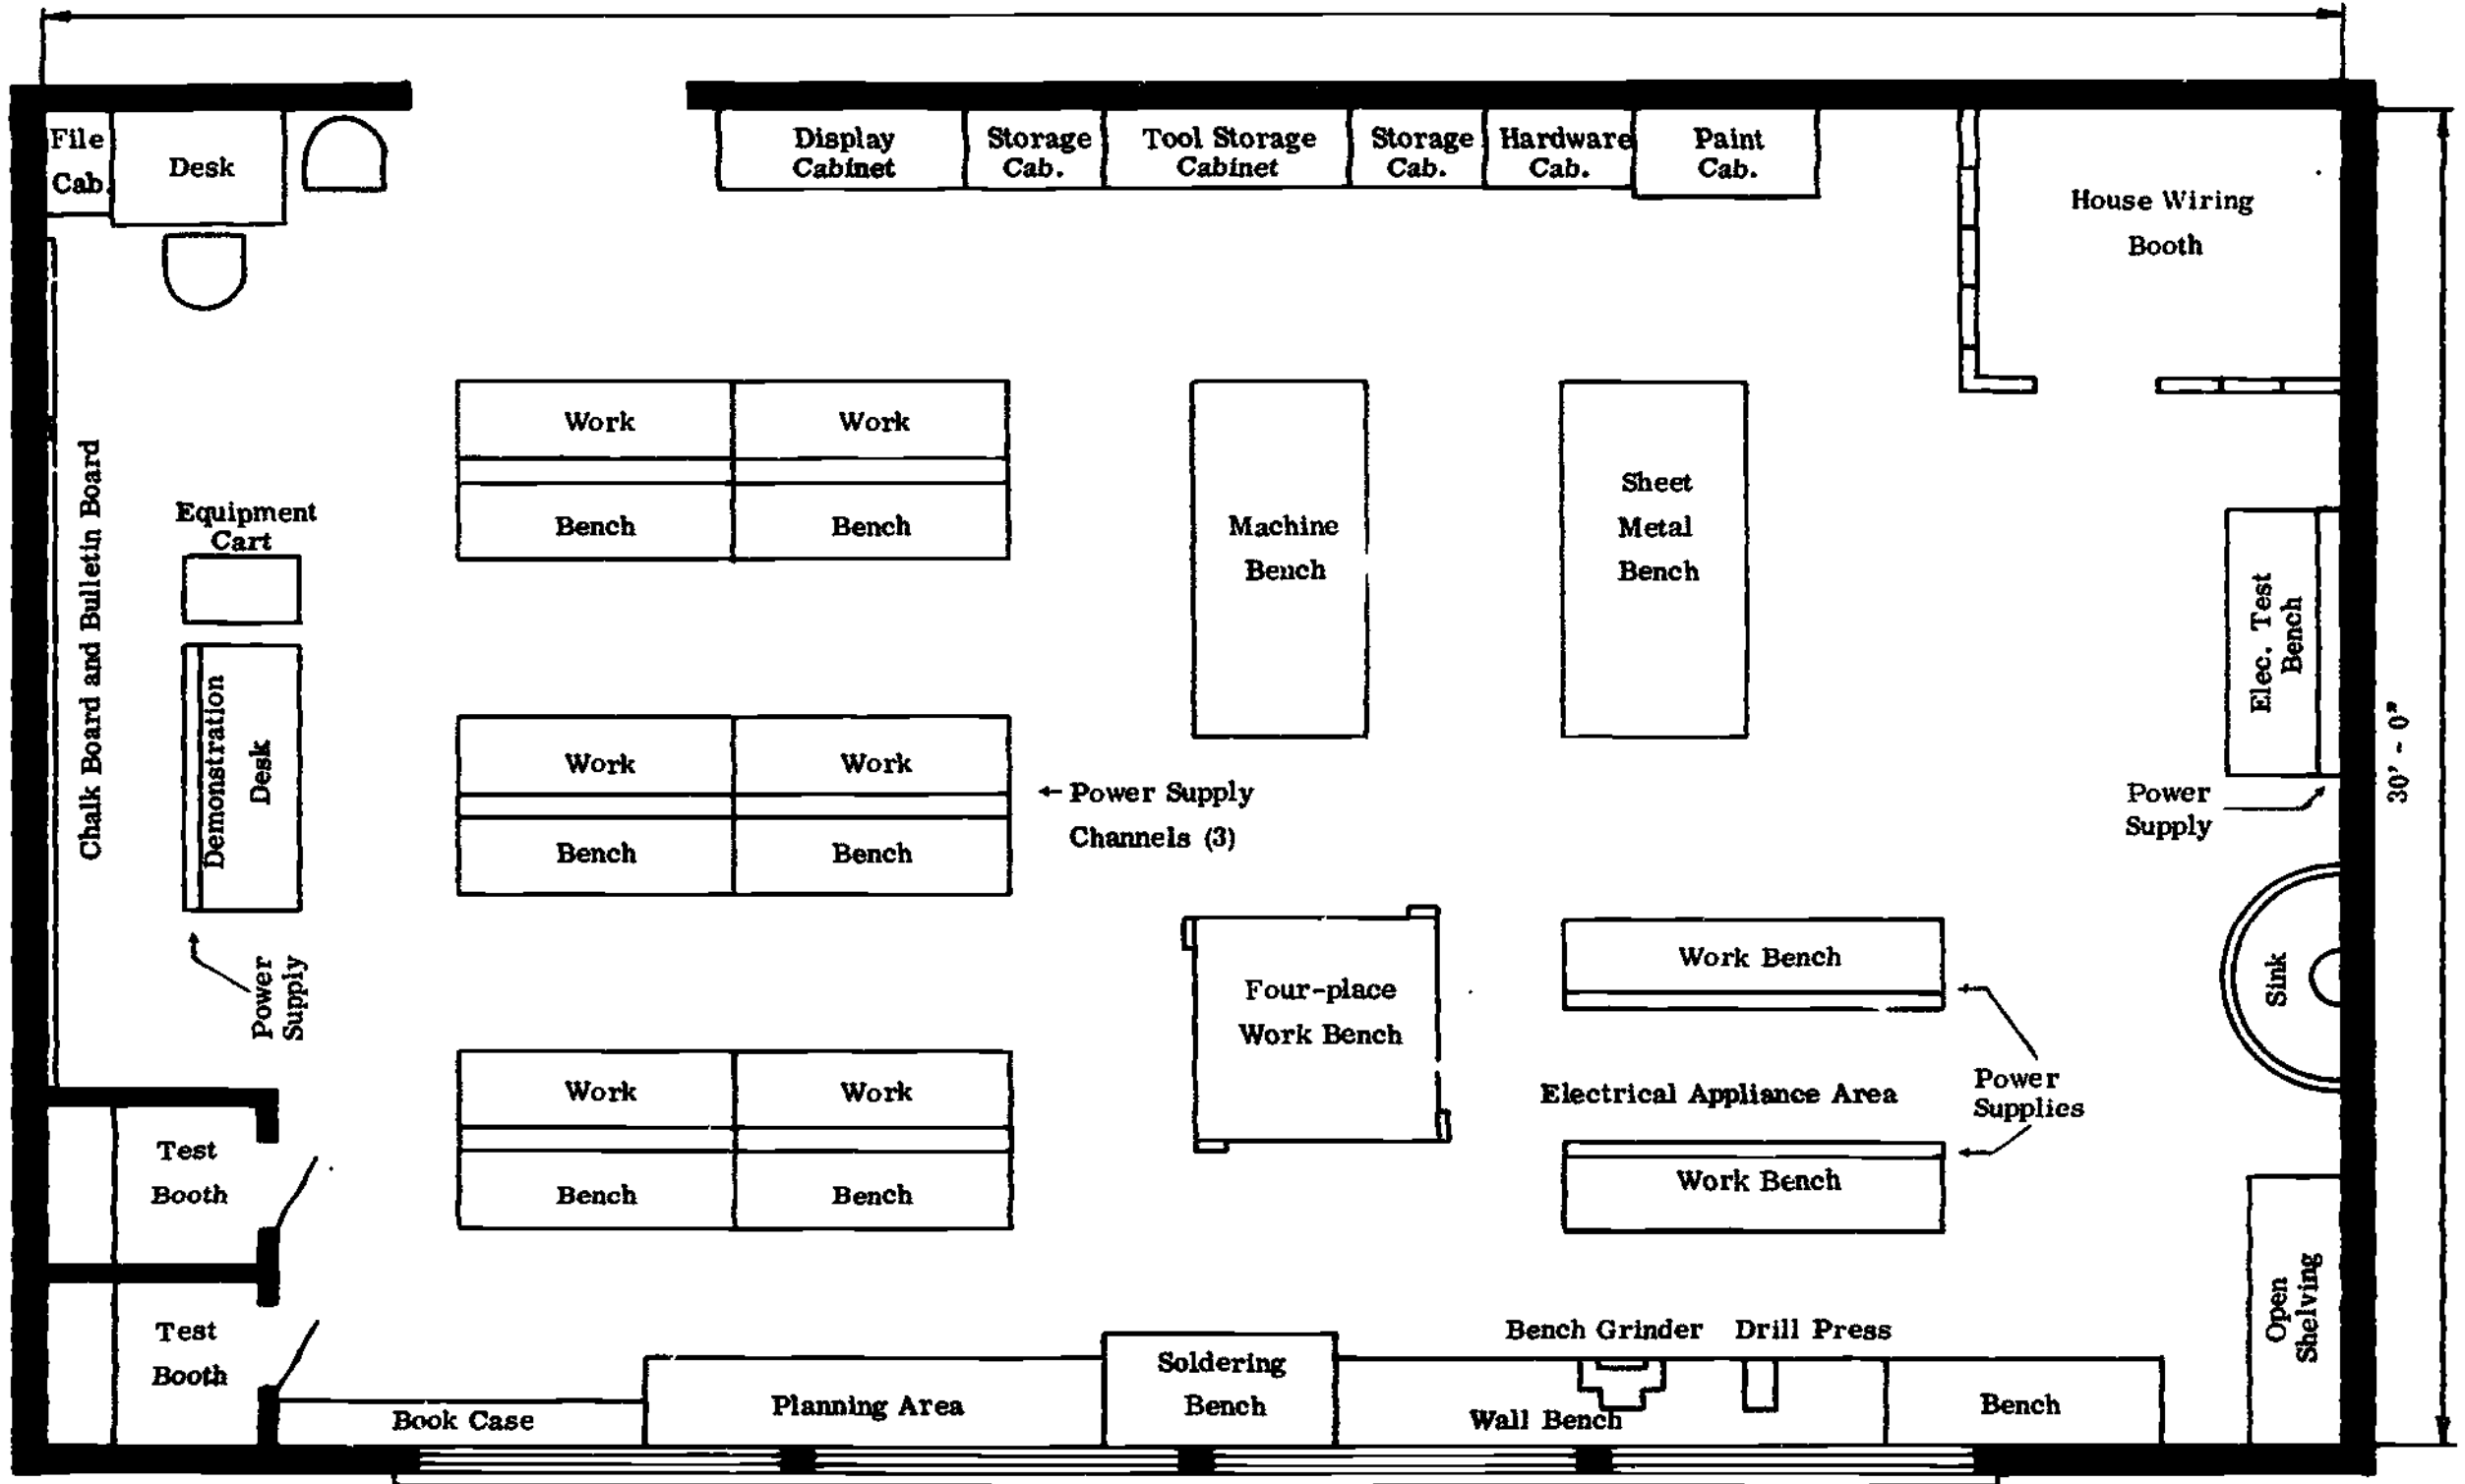 File
Cab.
Desk
Display
Cabinet
Storage
Cab.
Tool Storage
Cabinet
Storage
Cab.
Hardware
Cab.
Paint
Cab.
House Wiring
Booth
Chalk Board and Bulletin Board
Equipment
Cart
Demonstration
Desk
Power
Supply
Work
Work
Bench
Bench
Work
Work
Bench
Bench
Work
Work
Bench
Bench
Power Supply
Channels (3)
Machine
Bench
Sheet
Metal
Bench
Elec. Test
Bench
Power
Supply
30' - 0"
Four-place
Work Bench
Work Bench
Electrical Appliance Area
Power
Supplies
Work Bench
Sink
Open
Shelving
Test
Booth
Test
Booth
Book Case
Planning Area
Soldering
Bench
Bench Grinder
Drill Press
Wall Bench
Bench